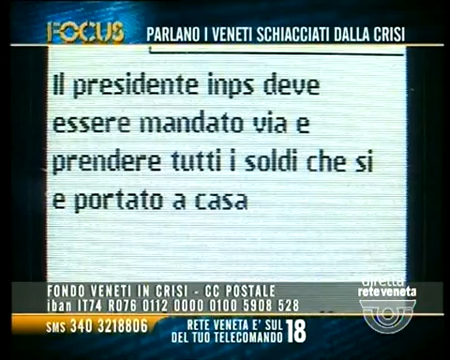 FOCUS
PARLANO I VENETI SCHIACCIATI DALLA CRISI
Il presidente inps deve
essere mandato via e
prendere tutti i soldi che si
e portato a casa
FONDO VENETI IN CRISI - CC POSTALE
iban IT74 R076 0112 0000 0100 5908 528
diretta
reteveneta
SMS 340 3218806
RETE VENETA E' SUL
DEL TUO TELECOMANDO 18